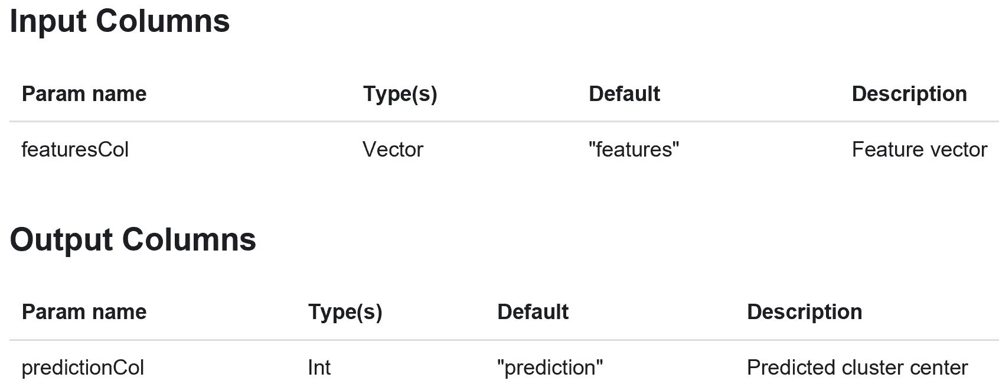 Input Columns
Param name Type(s) Default Description
featuresCol Vector "features" Feature vector
Output Columns
Param name Type(s) Default Description
predictionCol Int "prediction" Predicted cluster center